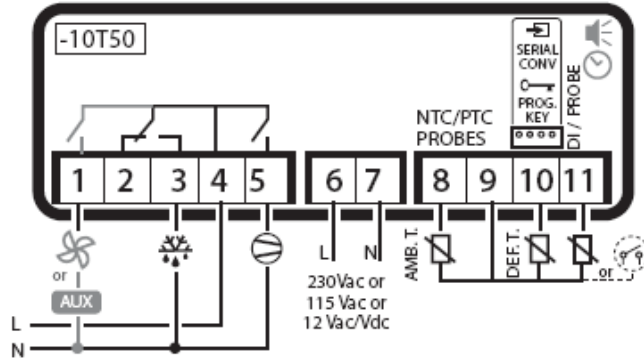 -10T50
SERIAL
CONV
PROG.
KEY
DI / PROBE
NTC/PTC
PROBES
1 2 3 4 5 6 7 8 9 10 11
or
AUX
L
N
L N
230Vac or
115 Vac or
12 Vac/Vdc
AMB. T.
DEF. T.
or